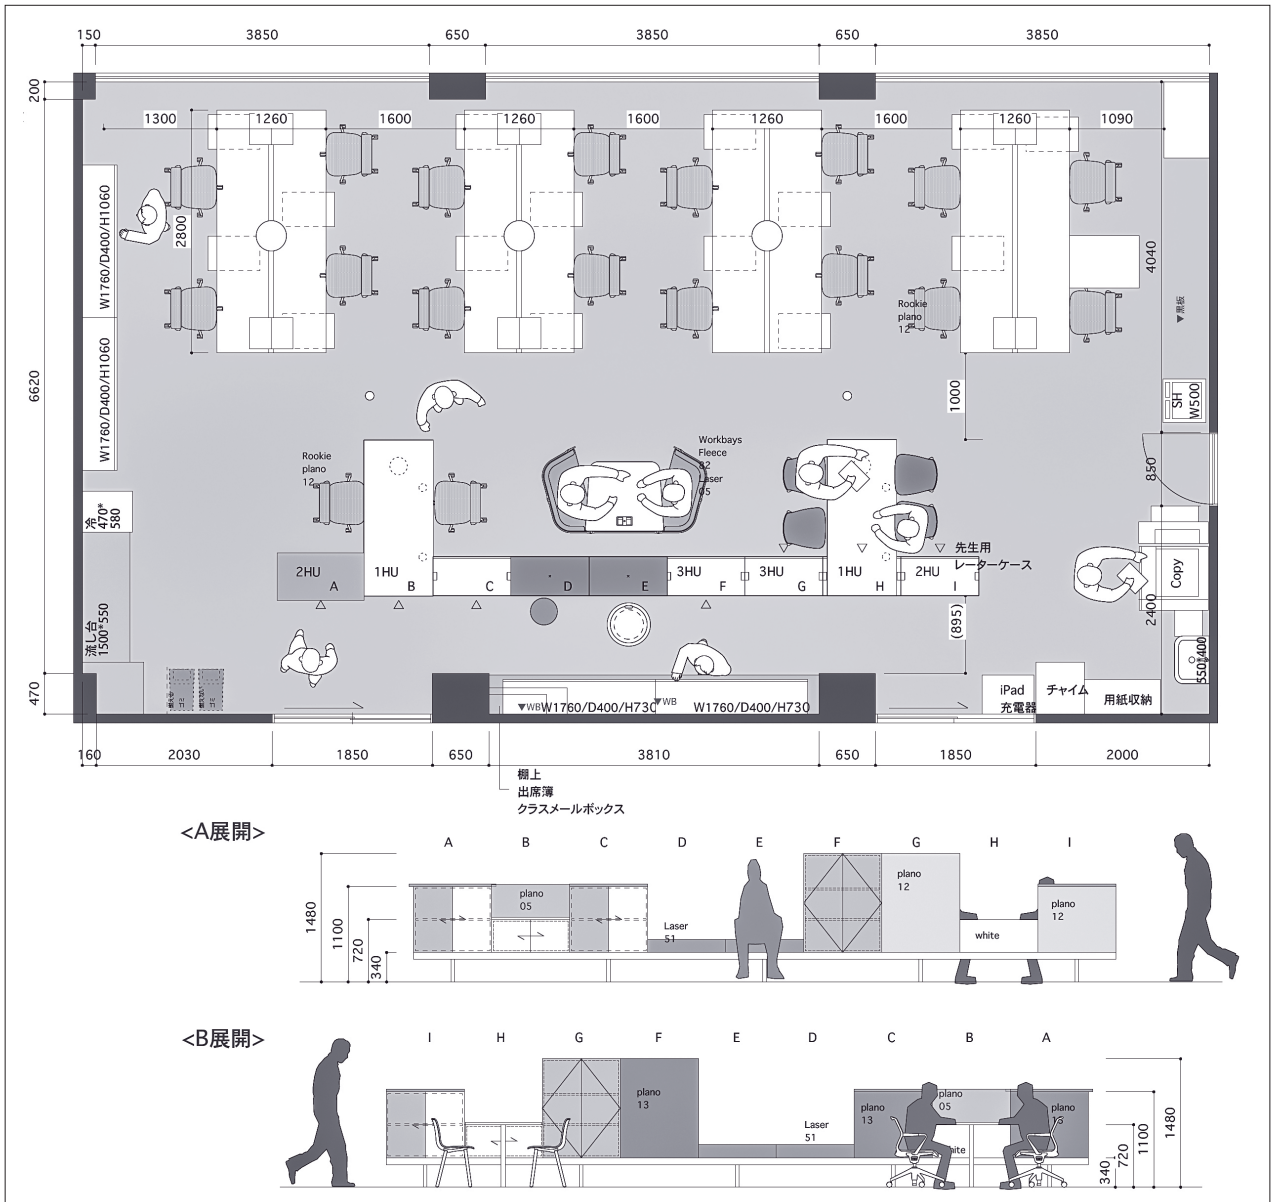 150
3850
650
3850
650
3850
200
6620
470
1300
1260
1600
1260
1600
1260
1600
1260
1090
2800
W1760/D400/H1060
W1760/D400/H1060
Rookie
plano
12
4040
▼黒板
1000
SH
W500
850
Rookie
plano
12
Workbays
Fleece
82
Laser
05
冷
470*
580
流し台
1500*550
2HU
A
1HU
B
C
D
E
3HU
F
3HU
G
1HU
H
2HU
I
先生用
レーターケース
Copy
2400
(895)
550*400
▼WB
W1760/D400/H730
▼WB
W1760/D400/H730
iPad
充電器
チャイム
用紙収納
160
2030
1850
650
3810
650
1850
2000
棚上
出席簿
クラスメールボックス
<A展開>
A
B
C
D
E
F
G
H
I
1480
1100
720
340
plano
05
Laser
51
plano
12
white
plano
12
<B展開>
I
H
G
F
E
D
C
B
A
plano
13
Laser
51
plano
13
plano
05
plano
340
720
1100
1480